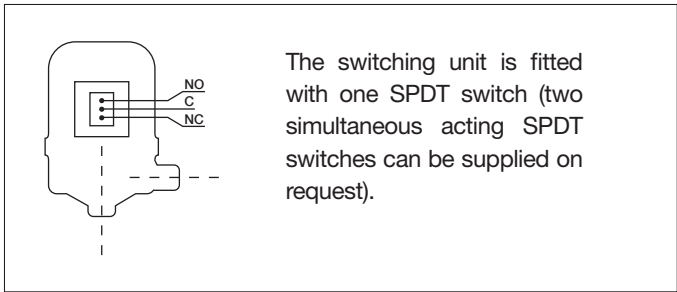 NO
C
NC
The switching unit is fitted
with one SPDT switch (two
simultaneous acting SPDT
switches can be supplied on
request).